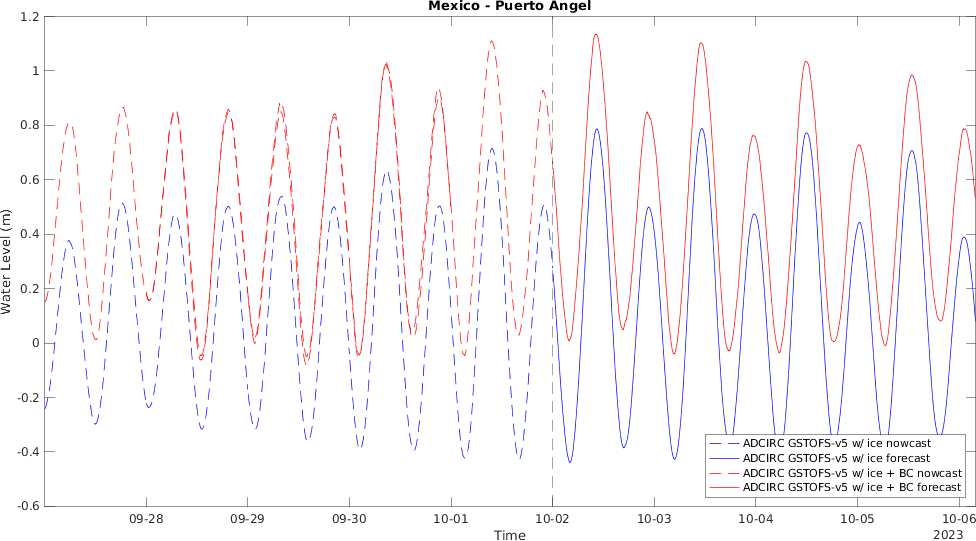 Mexico - Puerto Angel
1.2
1
0.8
0.6
0.4
0.2
0
-0.2
-0.4
-0.6
Water Level (m)
09-28
09-29
09-30
10-01
10-02
10-03
10-04
10-05
10-06
Time
2023
ADCIRC GSTOFS-v5 w/ ice nowcast
ADCIRC GSTOFS-v5 w/ ice forecast
ADCIRC GSTOFS-v5 w/ ice + BC nowcast
ADCIRC GSTOFS-v5 w/ ice + BC forecast